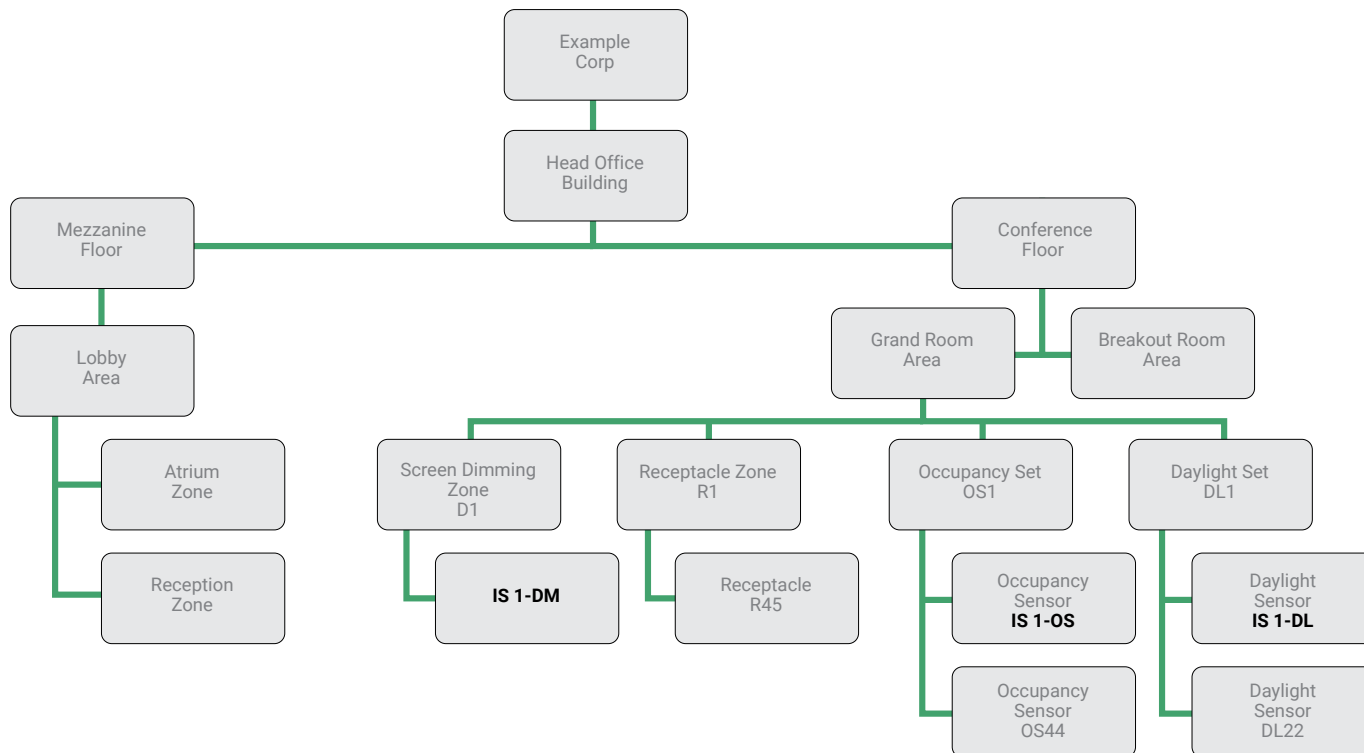 Example
Corp
Head Office
Building
Mezzanine
Floor
Conference
Floor
Lobby
Area
Grand Room
Area
Breakout Room
Area
Atrium
Zone
Reception
Zone
Screen Dimming
Zone
D1
Receptacle Zone
R1
Occupancy Set
OS1
Daylight Set
DL1
IS 1-DM
Receptacle
R45
Occupancy
Sensor
IS 1-OS
Daylight
Sensor
IS 1-DL
Occupancy
Sensor
OS44
Daylight
Sensor
DL22